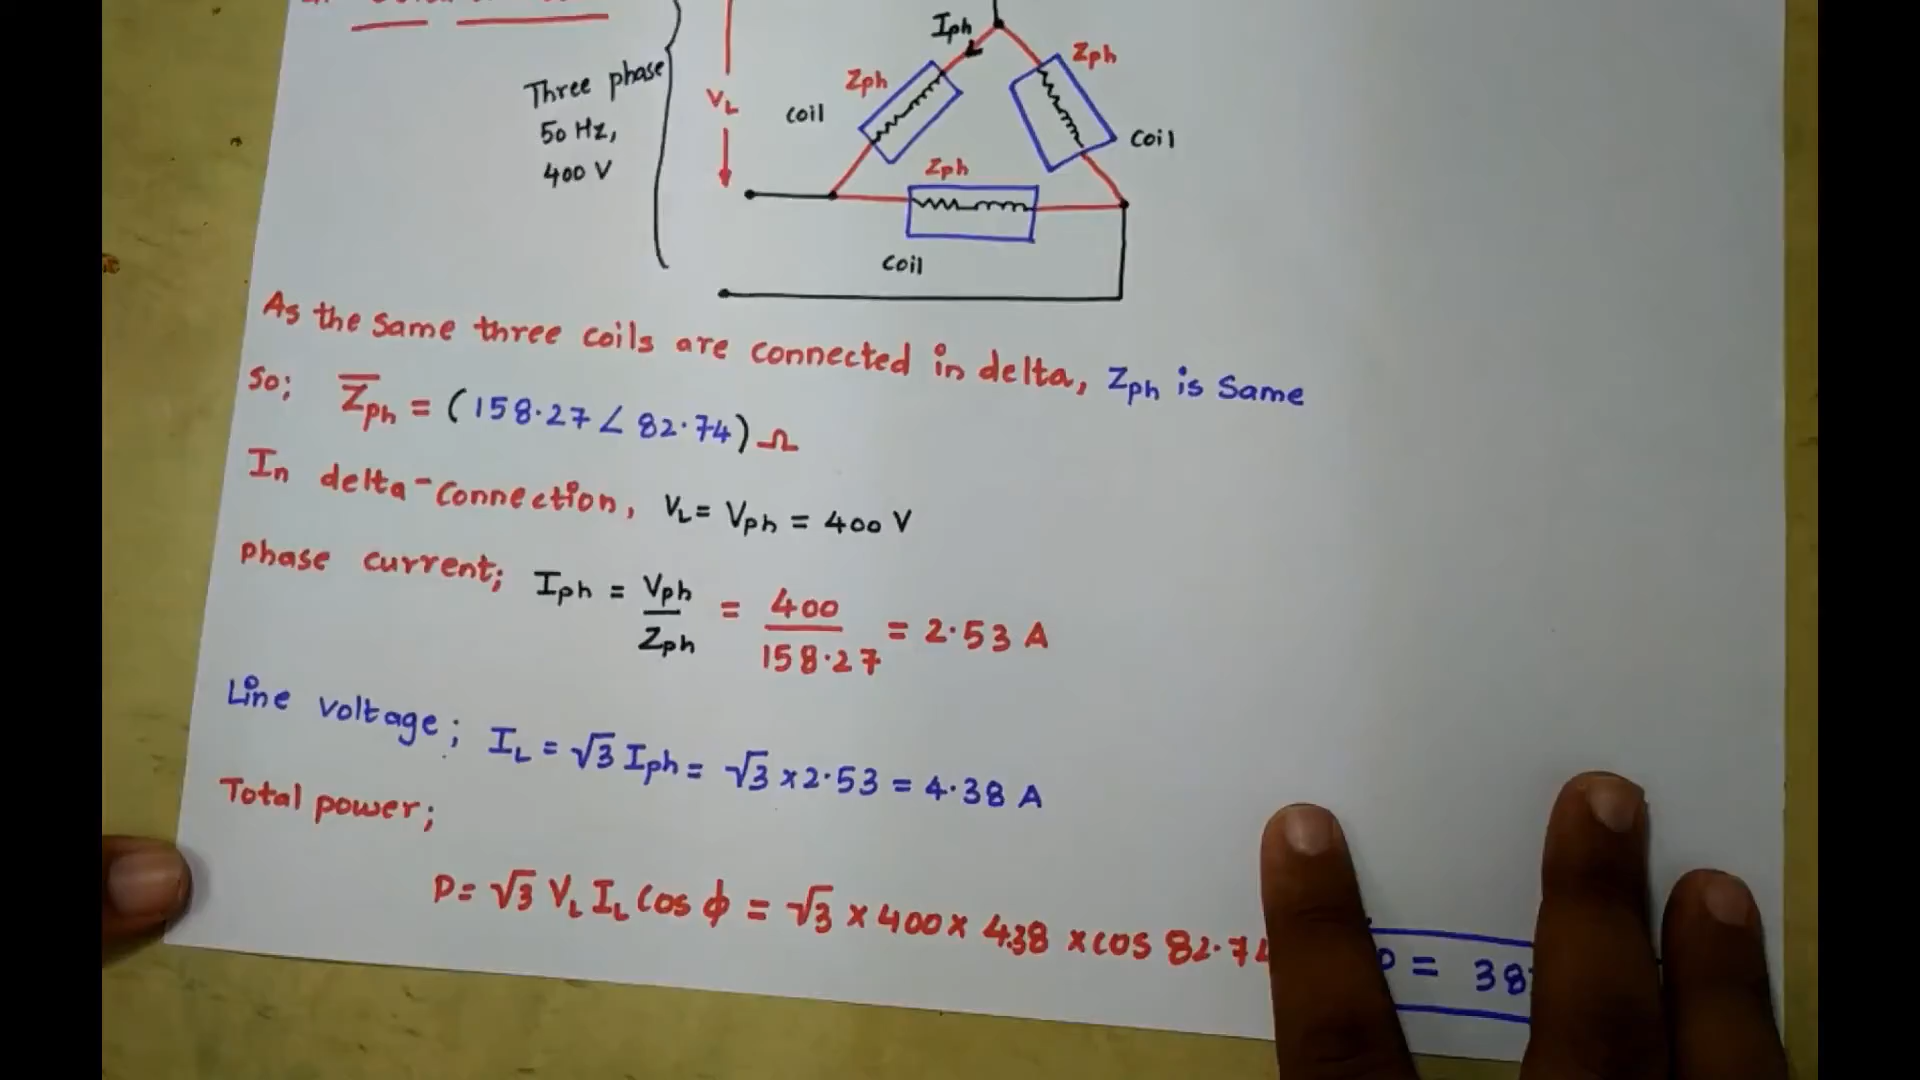 Iph
Zph
Zph
Three phase
VL
coil
coil
50 Hz,
400 V
Zph
coil
As the same three coils are connected in delta, Zph is same
So; Z̅ph = (158.27 ∠ 82.74) Ω
In delta-connection, VL = Vph = 400 V
Phase current; Iph = Vph / Zph = 400 / 158.27 = 2.53 A
Line voltage; IL = √3 Iph = √3 × 2.53 = 4.38 A
Total power;
P = √3 VL IL Cos ϕ = √3 × 400 × 4.38 × cos 82.74
= 38